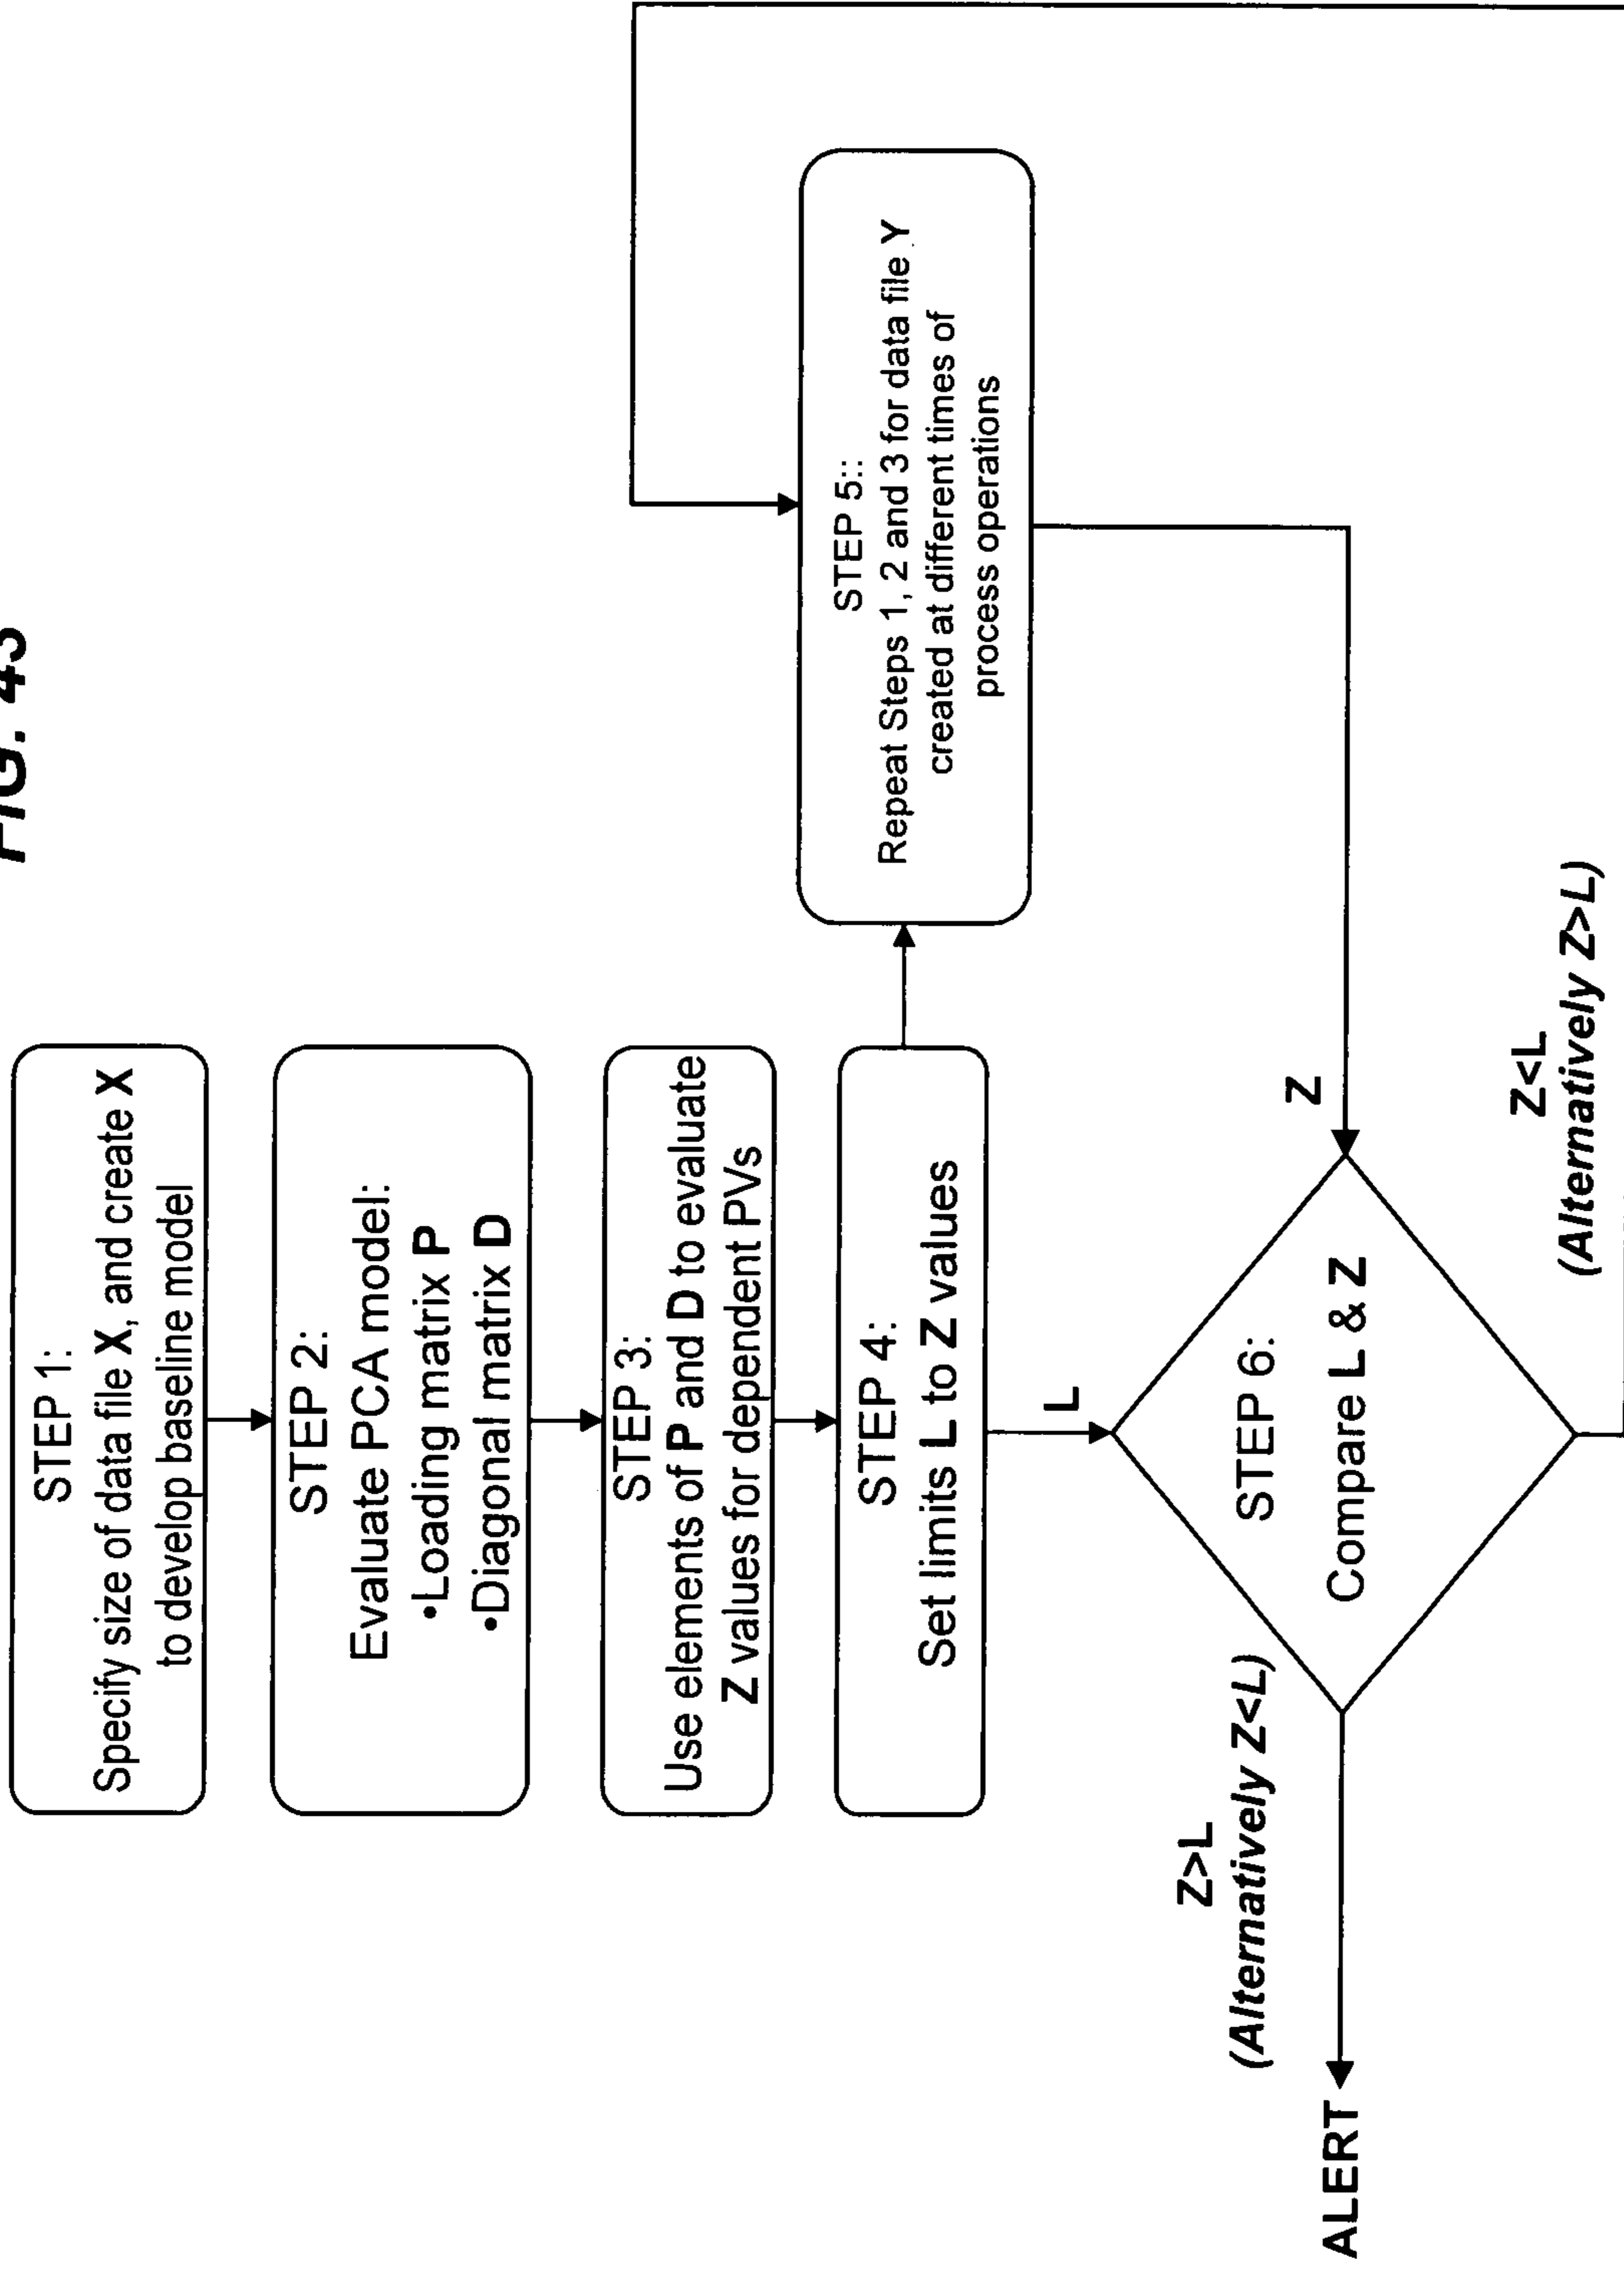 FIG. 43
STEP 1:
Specify size of data file X, and create X
to develop baseline model
STEP 2:
Evaluate PCA model:
•Loading matrix P
•Diagonal matrix D
STEP 3:
Use elements of P and D to evaluate
Z values for dependent PVs
STEP 4:
Set limits L to Z values
STEP 5::
Repeat Steps 1, 2 and 3 for data file Y
created at different times of
process operations
L
Z
STEP 6:
Compare L & Z
Z>L
(Alternatively Z<L)
ALERT
Z<L
(Alternatively Z>L)